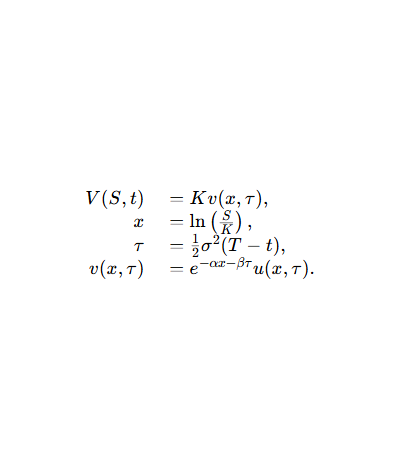 V(S, t) = Kv(x, τ),
x = ln(S/K),
τ = ½σ²(T − t),
v(x, τ) = e^{−αx−βτ}u(x, τ).